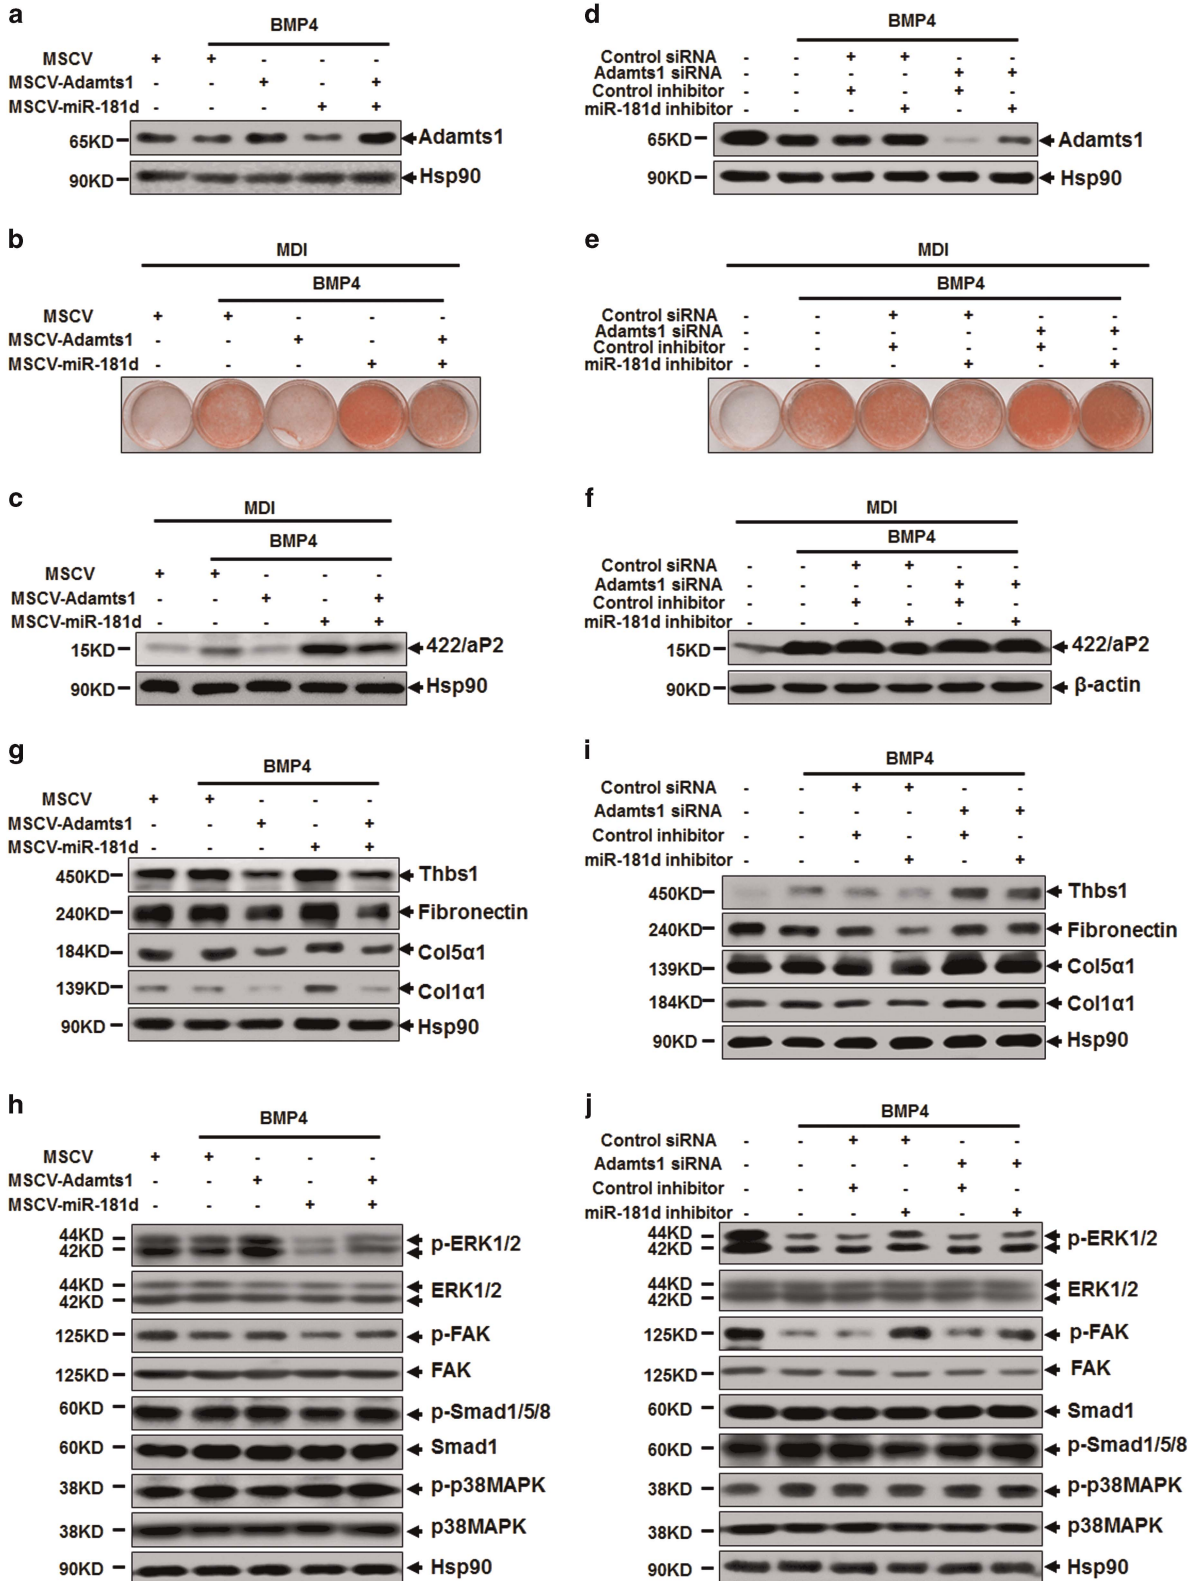 a
BMP4
MSCV + + - - -
MSCV-Adamts1 - - + - +
MSCV-miR-181d - - - + +
65KD Adamts1
90KD Hsp90
b
MDI
BMP4
MSCV + + - - -
MSCV-Adamts1 - - + - +
MSCV-miR-181d - - - + +
c
MDI
BMP4
MSCV + + - - -
MSCV-Adamts1 - - + - +
MSCV-miR-181d - - - + +
15KD 422/aP2
90KD Hsp90
g
BMP4
MSCV + + - - -
MSCV-Adamts1 - - + - +
MSCV-miR-181d - - - + +
450KD Thbs1
240KD Fibronectin
184KD Col5α1
139KD Col1α1
90KD Hsp90
h
BMP4
MSCV + + - - -
MSCV-Adamts1 - - + - +
MSCV-miR-181d - - - + +
44KD
42KD p-ERK1/2
44KD
42KD ERK1/2
125KD p-FAK
125KD FAK
60KD p-Smad1/5/8
60KD Smad1
38KD p-p38MAPK
38KD p38MAPK
90KD Hsp90
d
BMP4
Control siRNA - - + + - -
Adamts1 siRNA - - - - + +
Control inhibitor - - + - + -
miR-181d inhibitor - - - + - +
65KD Adamts1
90KD Hsp90
e
MDI
BMP4
Control siRNA - - + + - -
Adamts1 siRNA - - - - + +
Control inhibitor - - + - + -
miR-181d inhibitor - - - + - +
f
MDI
BMP4
Control siRNA - - + + - -
Adamts1 siRNA - - - - + +
Control inhibitor - - + - + -
miR-181d inhibitor - - - + - +
15KD 422/aP2
90KD β-actin
i
BMP4
Control siRNA - - + + - -
Adamts1 siRNA - - - - + +
Control inhibitor - - + - + -
miR-181d inhibitor - - - + - +
450KD Thbs1
240KD Fibronectin
139KD Col5α1
184KD Col1α1
90KD Hsp90
j
BMP4
Control siRNA - - + + - -
Adamts1 siRNA - - - - + +
Control inhibitor - - + - + -
miR-181d inhibitor - - - + - +
44KD
42KD p-ERK1/2
44KD
42KD ERK1/2
125KD p-FAK
125KD FAK
60KD Smad1
60KD p-Smad1/5/8
38KD p-p38MAPK
38KD p38MAPK
90KD Hsp90